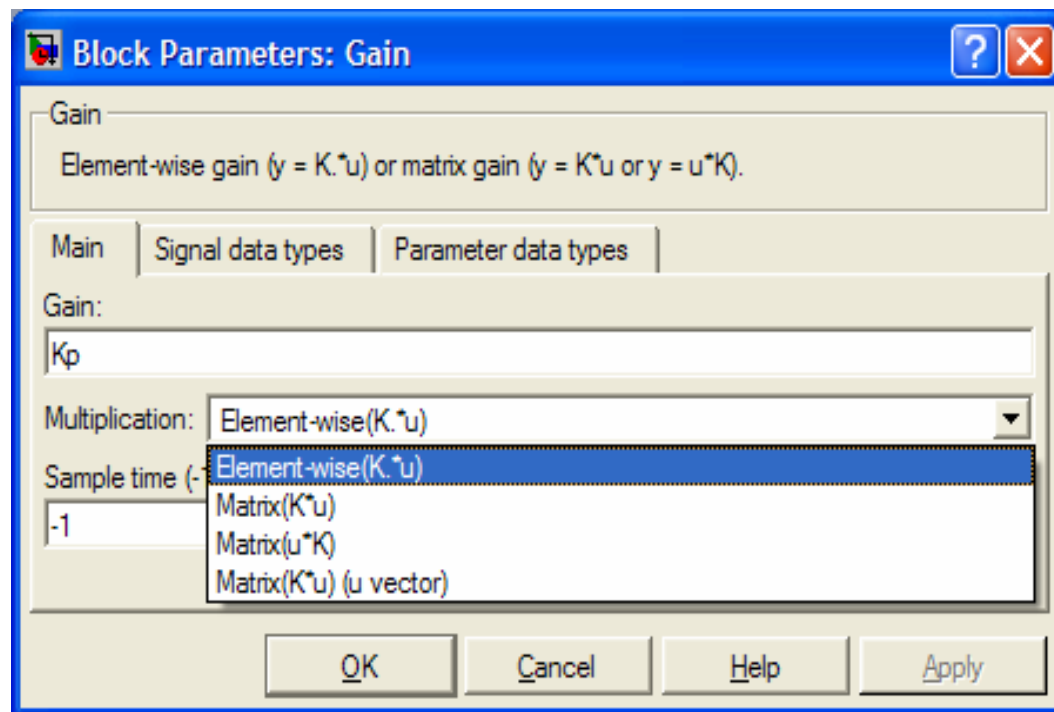 Block Parameters: Gain
Gain
Element-wise gain (y = K.*u) or matrix gain (y = K*u or y = u*K).
Main
Signal data types
Parameter data types
Gain:
Kp
Multiplication:
Element-wise(K.*u)
Sample time (-
Element-wise(K.*u)
-1
Matrix(K*u)
Matrix(u*K)
Matrix(K*u) (u vector)
OK
Cancel
Help
Apply